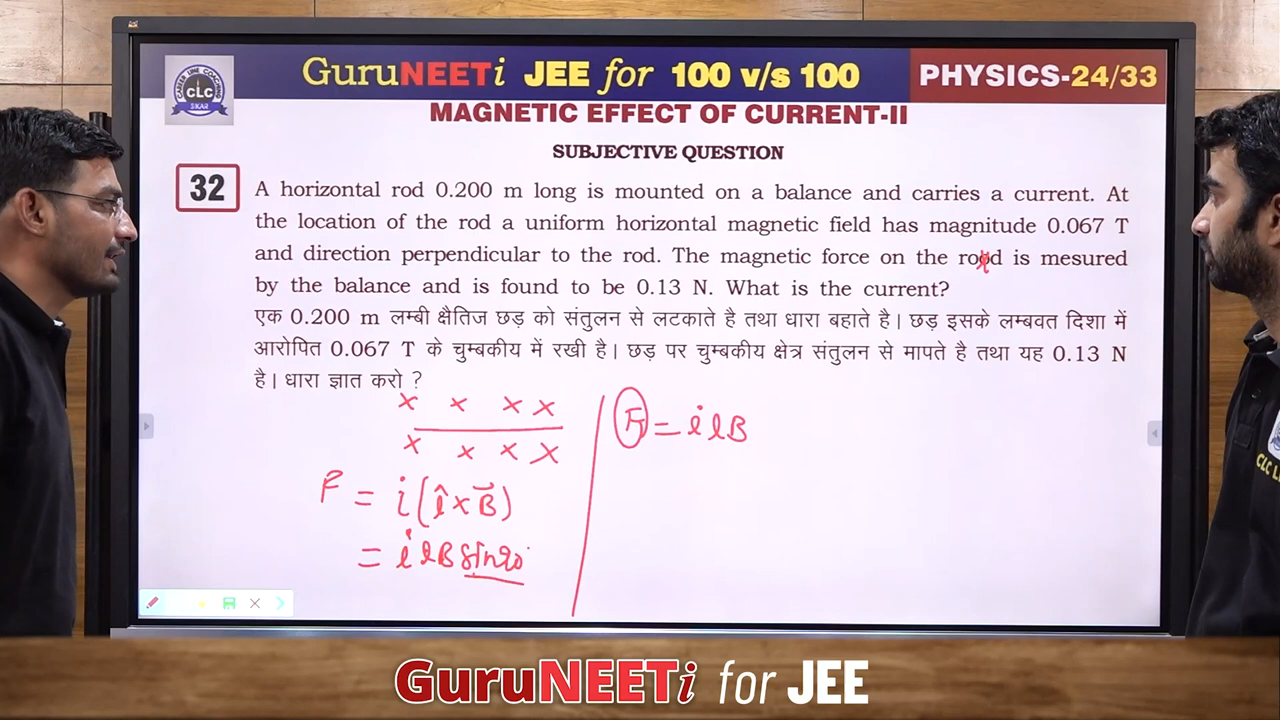 GuruNEETi JEE for 100 v/s 100
PHYSICS-24/33
CAREER LINE COACHING
CLC
SIKAR
MAGNETIC EFFECT OF CURRENT-II
SUBJECTIVE QUESTION
32
A horizontal rod 0.200 m long is mounted on a balance and carries a current. At
the location of the rod a uniform horizontal magnetic field has magnitude 0.067 T
and direction perpendicular to the rod. The magnetic force on the rod is mesured
by the balance and is found to be 0.13 N. What is the current?
एक 0.200 m लम्बी क्षैतिज छड़ को संतुलन से लटकाते है तथा धारा बहाते है। छड़ इसके लम्बवत दिशा में
आरोपित 0.067 T के चुम्बकीय में रखी है। छड़ पर चुम्बकीय क्षेत्र संतुलन से मापते है तथा यह 0.13 N
है। धारा ज्ञात करो ?
× × × ×
× × × ×
F = i(l × B)
= ilB sin90
F = ilB
GuruNEETi for JEE